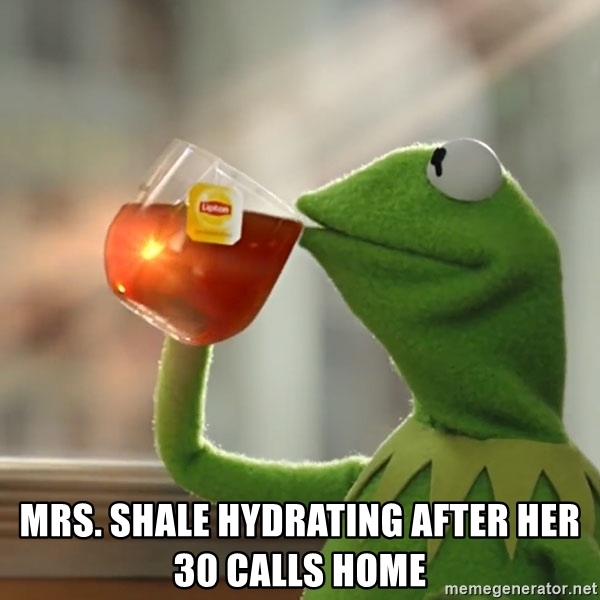 Lipton
MRS. SHALE HYDRATING AFTER HER
30 CALLS HOME
memegenerator.net